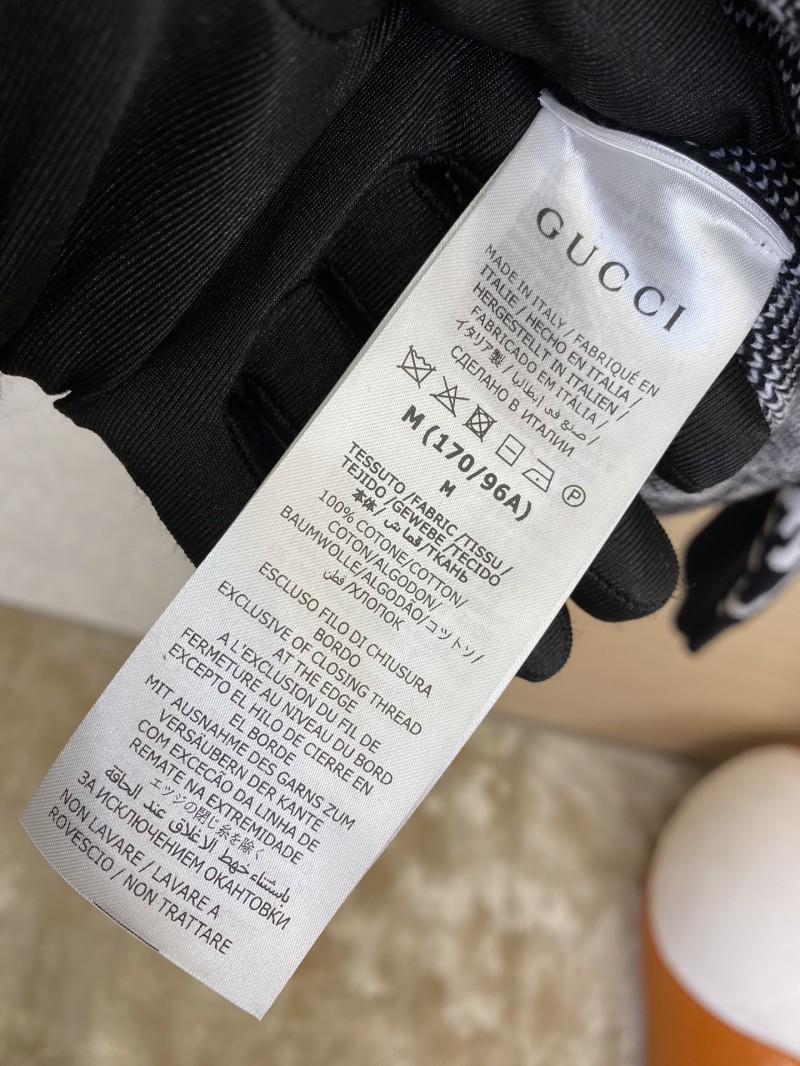 GUCCI
MADE IN ITALY / FABRIQUÉ EN
ITALIE / HECHO EN ITALIA /
HERGESTELLT IN ITALIEN /
FABRICADO EM ITÁLIA /
イタリア製 / صنع في إيطاليا /
СДЕЛАНО В ИТАЛИИ
P
M (170/96A)
M
TESSUTO/FABRIC/TISSU/
TEJIDO/GEWEBE/TECIDO
本体/قماش/ТКАНЬ
100% COTONE/COTTON/
COTON/ALGODON/
BAUMWOLLE/ALGODÃO/コットン/
قطن/ХЛОПОК
ESCLUSO FILO DI CHIUSURA
BORDO
EXCLUSIVE OF CLOSING THREAD
AT THE EDGE
A L'EXCLUSION DU FIL DE
FERMETURE AU NIVEAU DU BORD
EXCEPTO EL HILO DE CIERRE EN
EL BORDE
MIT AUSNAHME DES GARNS ZUM
VERSÄUBERN DER KANTE
COM EXCEÇÃO DA LINHA DE
REMATE NA EXTREMIDADE
エッジの閉じ糸を除く、
باستثناء خيط الإغلاق عند الحافة
ЗА ИСКЛЮЧЕНИЕМ ОКАНТОВКИ
NON LAVARE / LAVARE A
ROVESCIO / NON TRATTARE